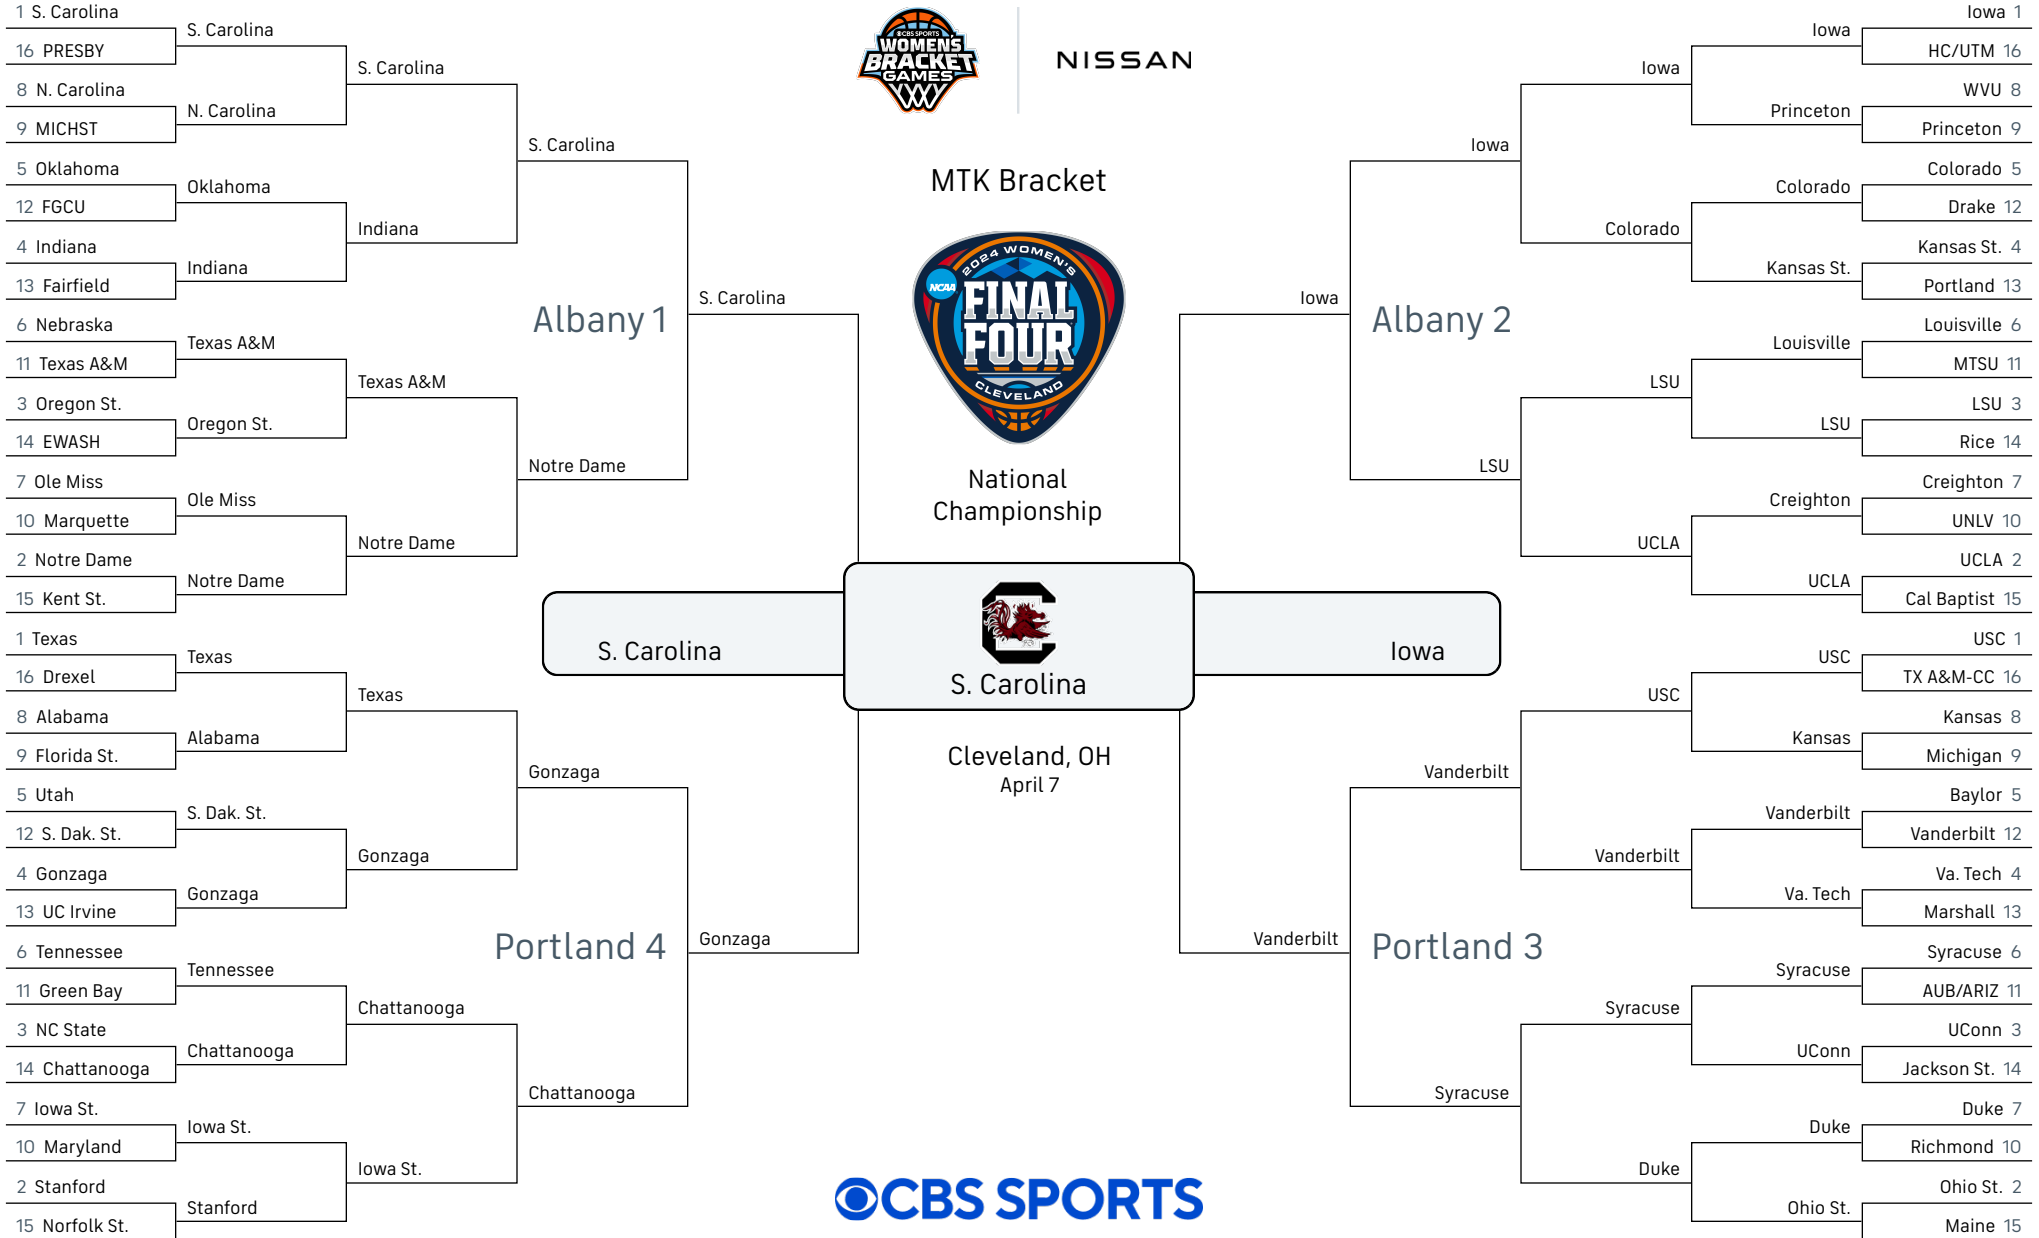 1 S. Carolina
16 PRESBY
8 N. Carolina
9 MICHST
5 Oklahoma
12 FGCU
4 Indiana
13 Fairfield
6 Nebraska
11 Texas A&M
3 Oregon St.
14 EWASH
7 Ole Miss
10 Marquette
2 Notre Dame
15 Kent St.
S. Carolina
N. Carolina
Oklahoma
Indiana
Texas A&M
Oregon St.
Ole Miss
Notre Dame
S. Carolina
Indiana
Texas A&M
Notre Dame
S. Carolina
Notre Dame
Albany 1
S. Carolina
1 Texas
16 Drexel
8 Alabama
9 Florida St.
5 Utah
12 S. Dak. St.
4 Gonzaga
13 UC Irvine
6 Tennessee
11 Green Bay
3 NC State
14 Chattanooga
7 Iowa St.
10 Maryland
2 Stanford
15 Norfolk St.
Texas
Alabama
S. Dak. St.
Gonzaga
Tennessee
Chattanooga
Iowa St.
Stanford
Texas
Gonzaga
Chattanooga
Iowa St.
Gonzaga
Chattanooga
Portland 4
Gonzaga
CBS SPORTS
WOMEN'S
BRACKET
GAMES
NISSAN
MTK Bracket
2024 WOMEN'S
NCAA
FINAL
FOUR
CLEVELAND
National
Championship
S. Carolina
S. Carolina
Iowa
Cleveland, OH
April 7
CBS SPORTS
Iowa 1
HC/UTM 16
WVU 8
Princeton 9
Colorado 5
Drake 12
Kansas St. 4
Portland 13
Louisville 6
MTSU 11
LSU 3
Rice 14
Creighton 7
UNLV 10
UCLA 2
Cal Baptist 15
Iowa
Princeton
Colorado
Kansas St.
Louisville
LSU
Creighton
UCLA
Iowa
Colorado
LSU
UCLA
Iowa
LSU
Albany 2
Iowa
USC 1
TX A&M-CC 16
Kansas 8
Michigan 9
Baylor 5
Vanderbilt 12
Va. Tech 4
Marshall 13
Syracuse 6
AUB/ARIZ 11
UConn 3
Jackson St. 14
Duke 7
Richmond 10
Ohio St. 2
Maine 15
USC
Kansas
Vanderbilt
Va. Tech
Syracuse
UConn
Duke
Ohio St.
USC
Vanderbilt
Syracuse
Duke
Vanderbilt
Syracuse
Portland 3
Vanderbilt